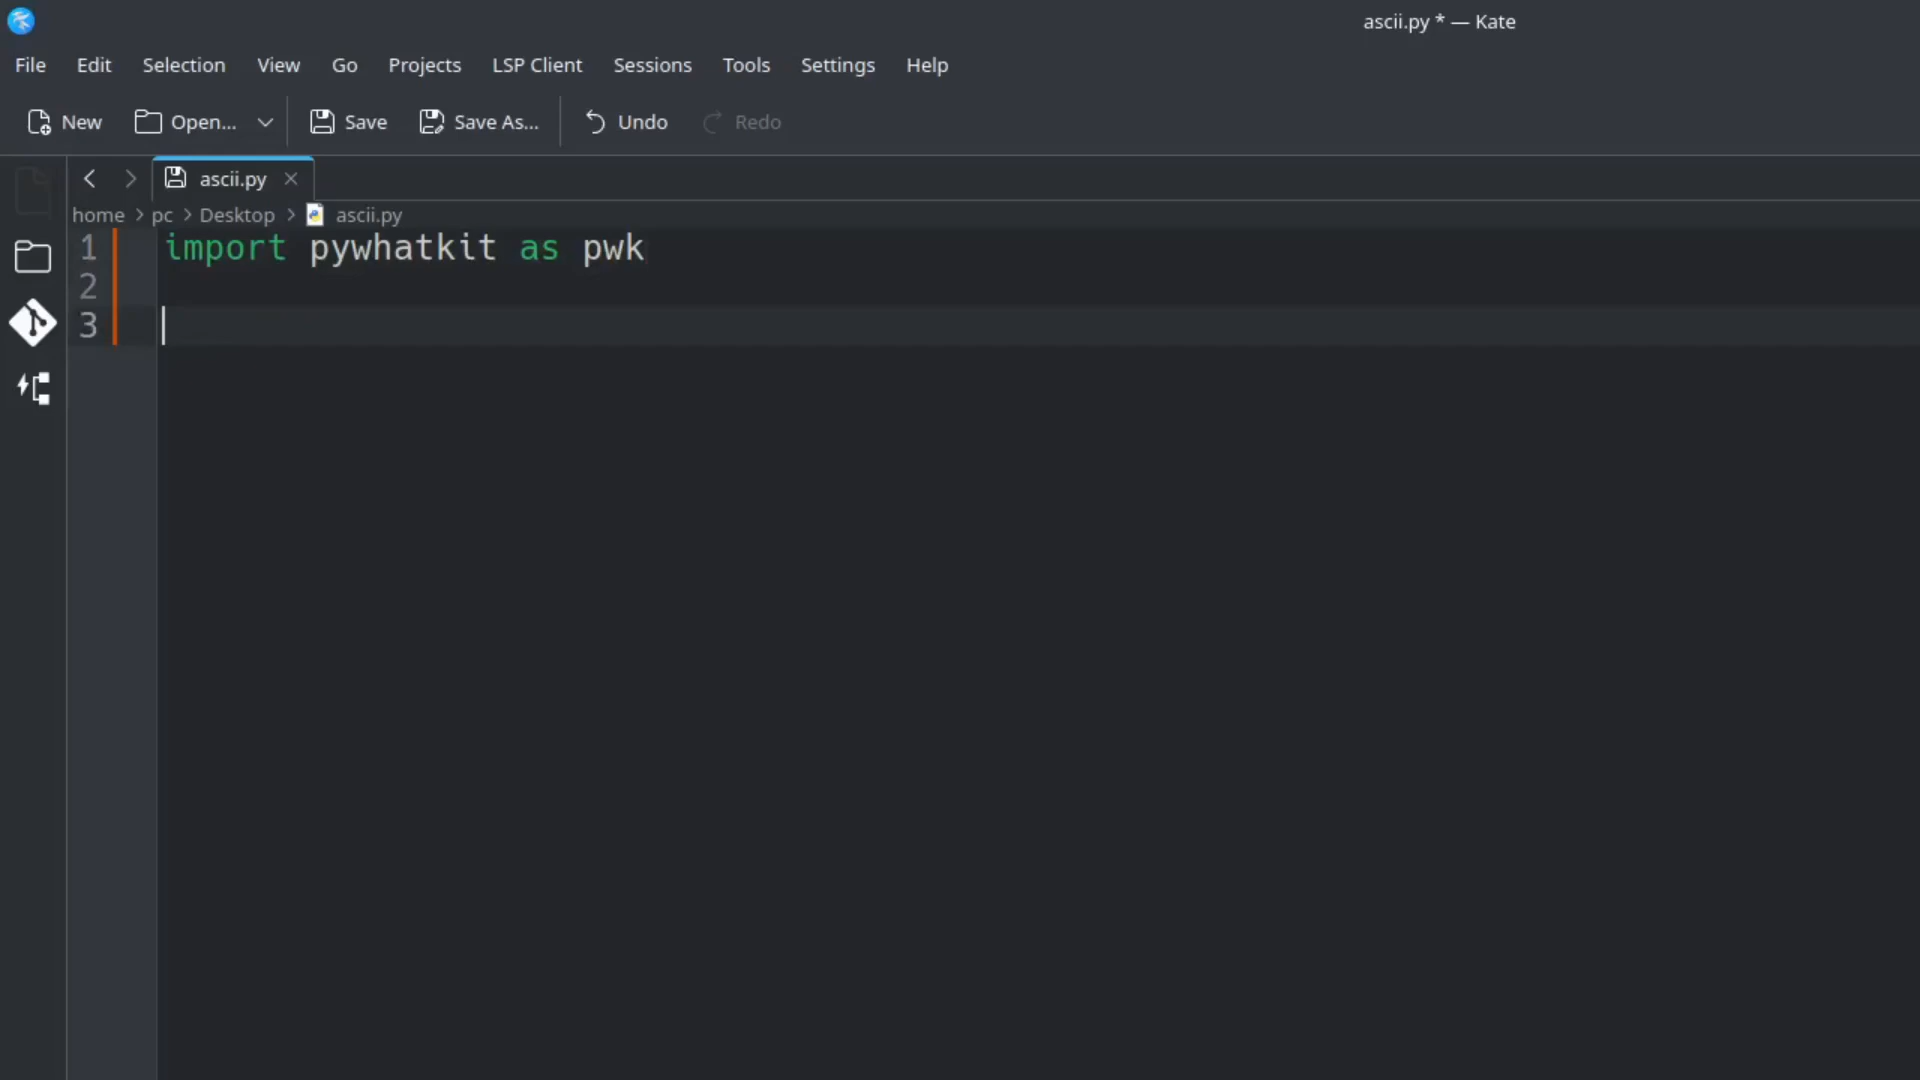 ascii.py * — Kate
File Edit Selection View Go Projects LSP Client Sessions Tools Settings Help
New Open... Save Save As... Undo Redo
ascii.py
home pc Desktop ascii.py
1 import pywhatkit as pwk
2
3